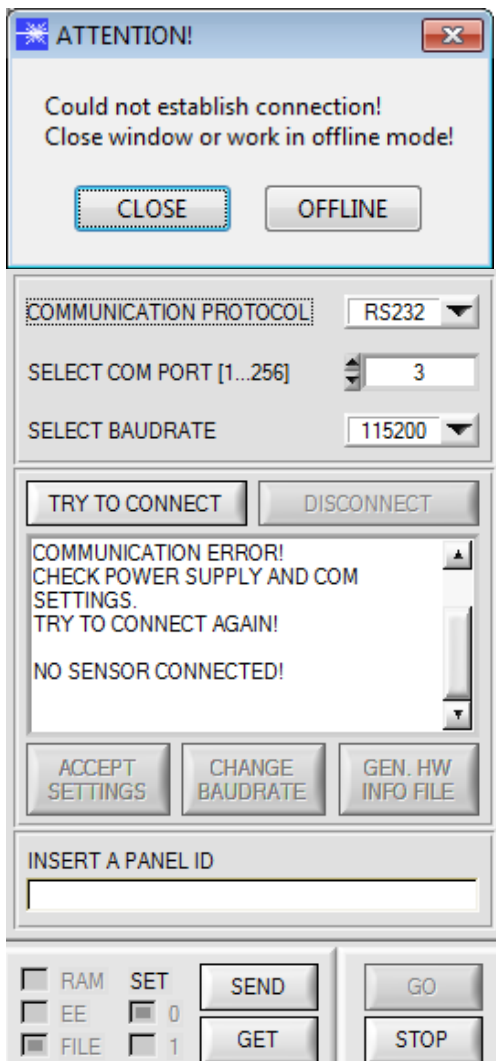 ATTENTION!
Could not establish connection!
Close window or work in offline mode!
CLOSE OFFLINE
COMMUNICATION PROTOCOL RS232
SELECT COM PORT [1...256] 3
SELECT BAUDRATE 115200
TRY TO CONNECT DISCONNECT
COMMUNICATION ERROR!
CHECK POWER SUPPLY AND COM
SETTINGS.
TRY TO CONNECT AGAIN!
NO SENSOR CONNECTED!
ACCEPT SETTINGS CHANGE BAUDRATE GEN. HW INFO FILE
INSERT A PANEL ID
RAM SET SEND GO
EE 0
FILE 1 GET STOP